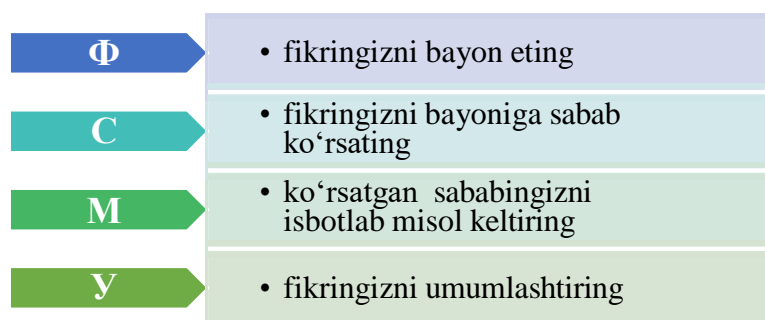 Ф
• fikringizni bayon eting
С
• fikringizni bayoniga sabab
ko‘rsating
М
• ko‘rsatgan sababingizni
isbotlab misol keltiring
У
• fikringizni umumlashtiring